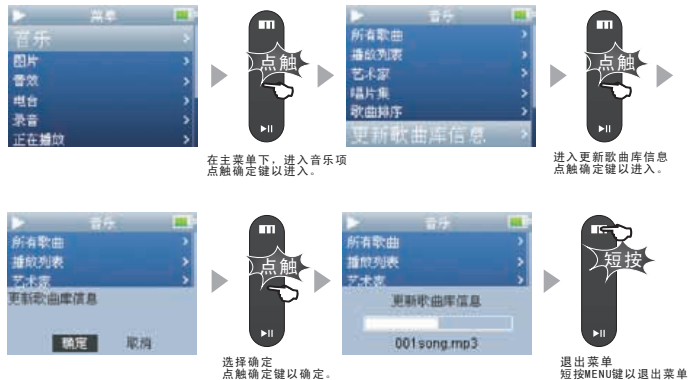 菜单
音乐
图片
音效
电台
录音
正在播放
点触
在主菜单下，进入音乐项
点触确定键以进入。
音乐
所有歌曲
播放列表
艺术家
唱片集
歌曲排序
更新歌曲库信息
点触
进入更新歌曲库信息
点触确定键以进入。
音乐
所有歌曲
播放列表
艺术家
更新歌曲库信息
确定 取消
点触
选择确定
点触确定键以确定。
音乐
所有歌曲
播放列表
艺术家
更新歌曲库信息
001song.mp3
短按
退出菜单
短按MENU键以退出菜单